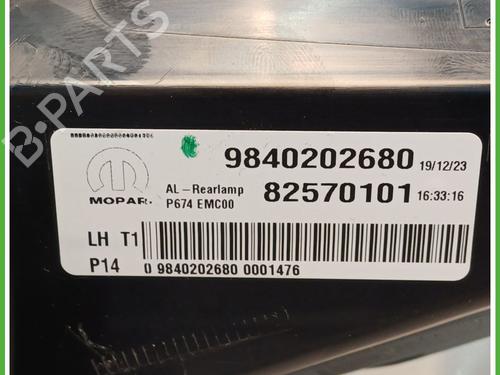 B-PARTS
9840202680 19/12/23
MOPAR
AL-Rearlamp 82570101 16:33:16
P674 EMC00
LH T1
P14 0 9840202680 0001476